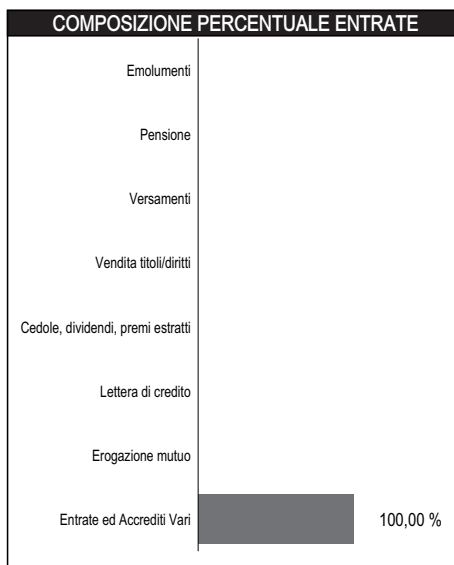 COMPOSIZIONE PERCENTUALE ENTRATE
Emolumenti
Pensione
Versamenti
Vendita titoli/diritti
Cedole, dividendi, premi estratti
Lettera di credito
Erogazione mutuo
Entrate ed Accrediti Vari 100,00 %